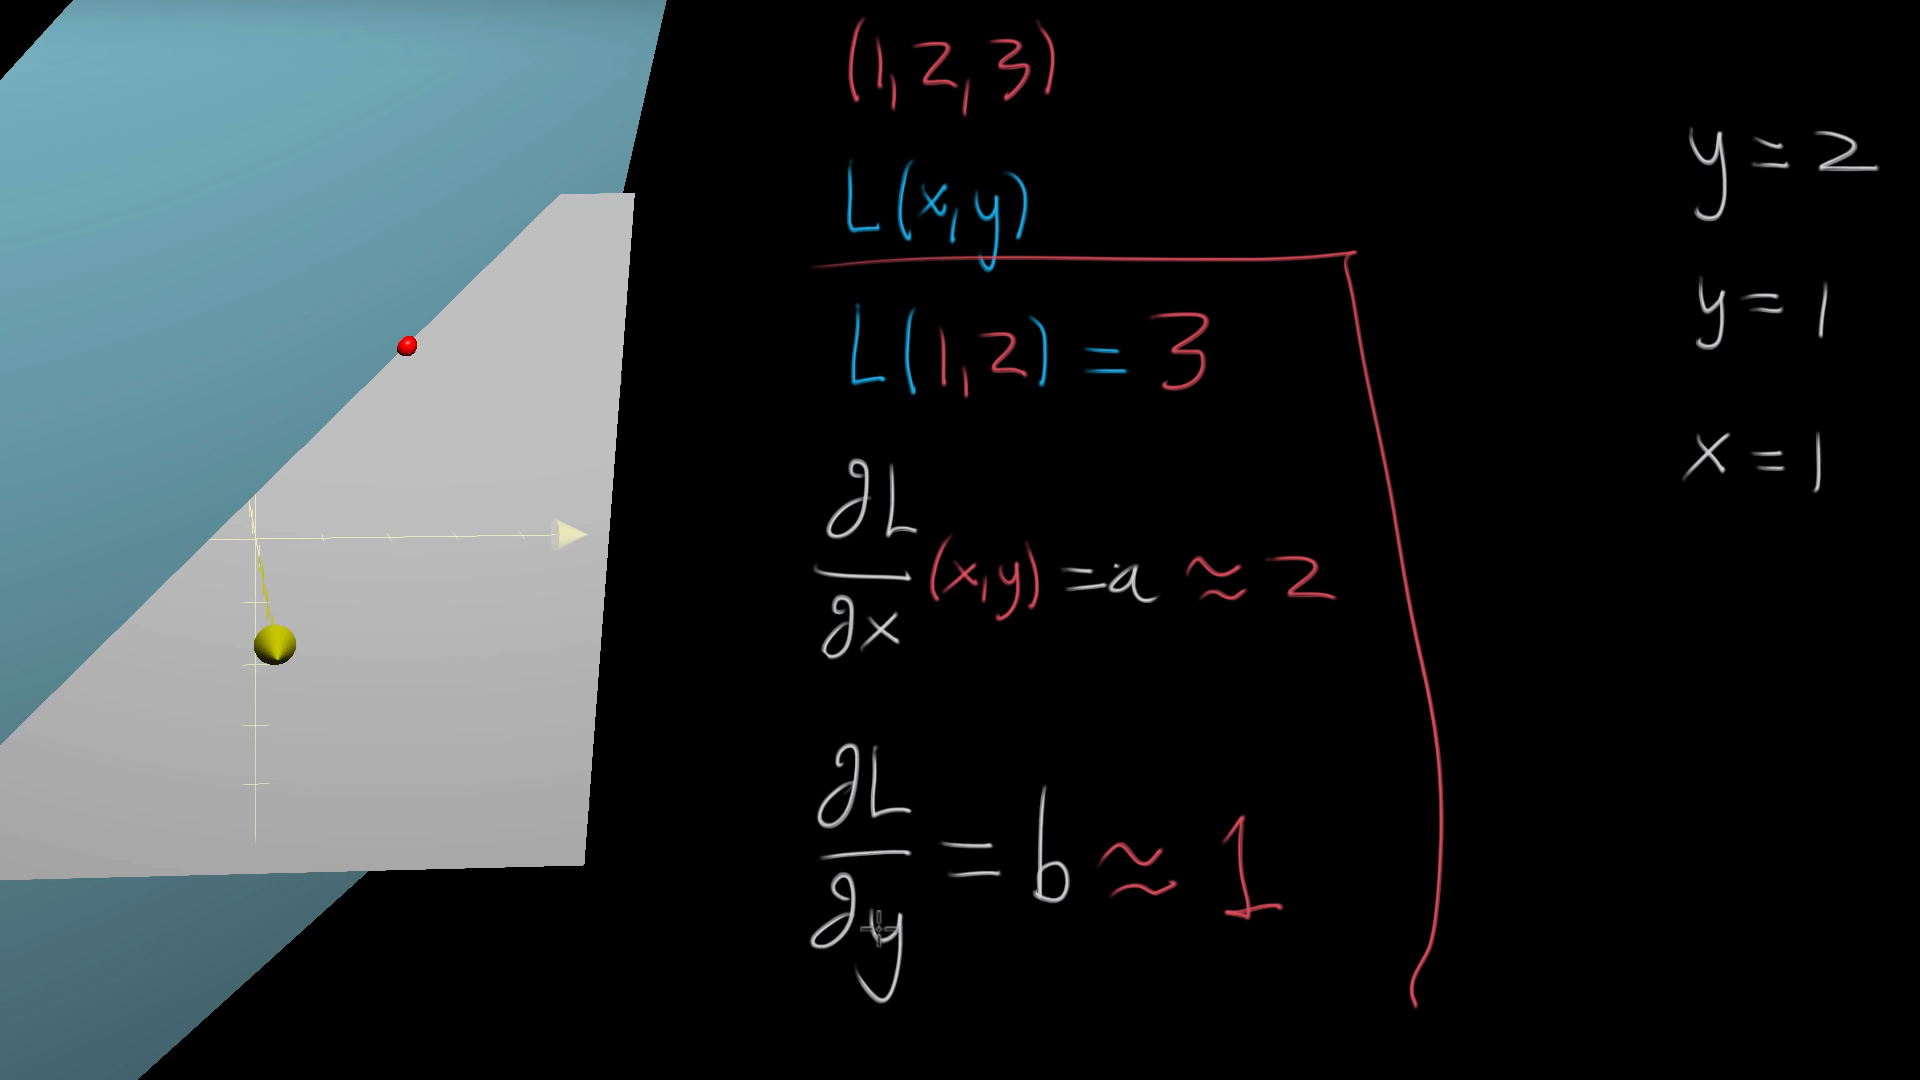 (1, 2, 3)
L(x, y)
L(1, 2) = 3
∂L/∂x (x, y) = a ≈ 2
∂L/∂y = b ≈ 1
y = 2
y = 1
x = 1